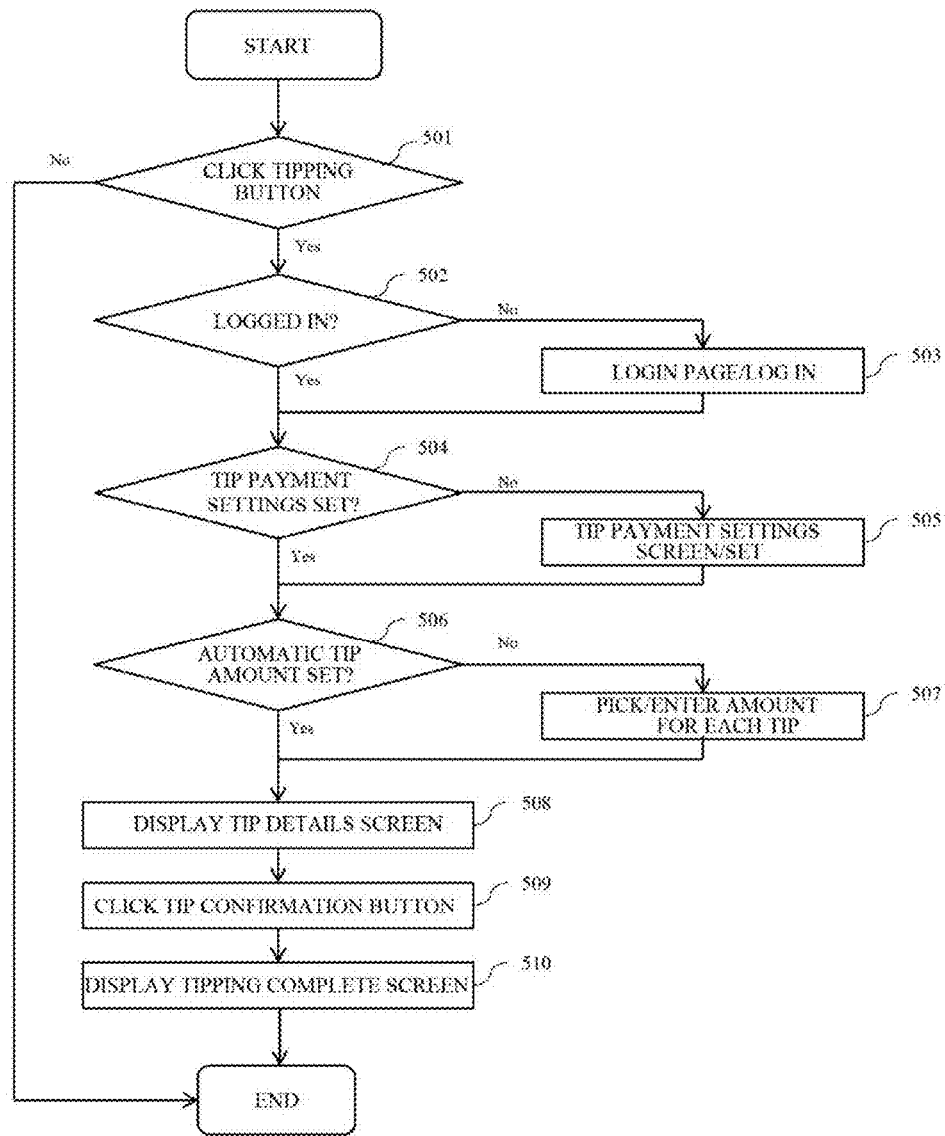 START
501
No
CLICK TIPPING
BUTTON
Yes
502
LOGGED IN?
No
503
LOGIN PAGE/LOG IN
Yes
504
TIP PAYMENT
SETTINGS SET?
No
505
TIP PAYMENT SETTINGS
SCREEN/SET
Yes
506
AUTOMATIC TIP
AMOUNT SET?
No
507
PICK/ENTER AMOUNT
FOR EACH TIP
Yes
508
DISPLAY TIP DETAILS SCREEN
509
CLICK TIP CONFIRMATION BUTTON
510
DISPLAY TIPPING COMPLETE SCREEN
END